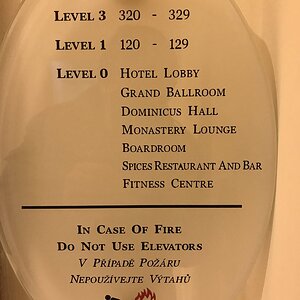 LEVEL 3 320 - 329
LEVEL 1 120 - 129
LEVEL 0 HOTEL LOBBY
GRAND BALLROOM
DOMINICUS HALL
MONASTERY LOUNGE
BOARDROOM
SPICES RESTAURANT AND BAR
FITNESS CENTRE
IN CASE OF FIRE
DO NOT USE ELEVATORS
V PŘÍPADĚ POŽÁRU
NEPOUŽÍVEJTE VÝTAHŮ